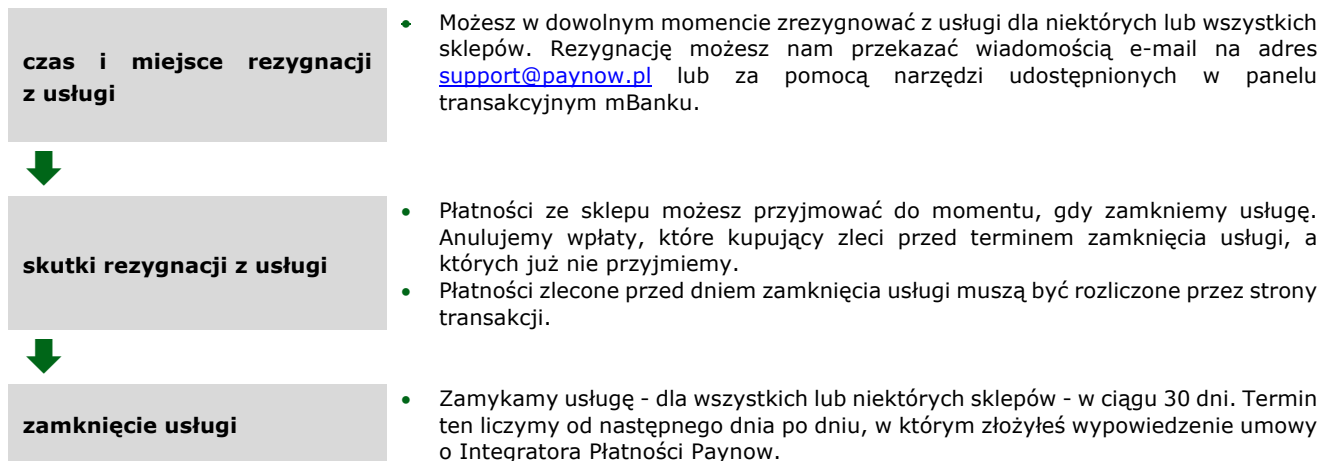 czas i miejsce rezygnacji
z usługi
• Możesz w dowolnym momencie zrezygnować z usługi dla niektórych lub wszystkich
sklepów. Rezygnację możesz nam przekazać wiadomością e-mail na adres
support@paynow.pl lub za pomocą narzędzi udostępnionych w panelu
transakcyjnym mBanku.
skutki rezygnacji z usługi
• Płatności ze sklepu możesz przyjmować do momentu, gdy zamkniemy usługę.
Anulujemy wpłaty, które kupujący zleci przed terminem zamknięcia usługi, a
których już nie przyjmiemy.
• Płatności zlecone przed dniem zamknięcia usługi muszą być rozliczone przez strony
transakcji.
zamknięcie usługi
• Zamykamy usługę - dla wszystkich lub niektórych sklepów - w ciągu 30 dni. Termin
ten liczymy od następnego dnia po dniu, w którym złożyłeś wypowiedzenie umowy
o Integratora Płatności Paynow.